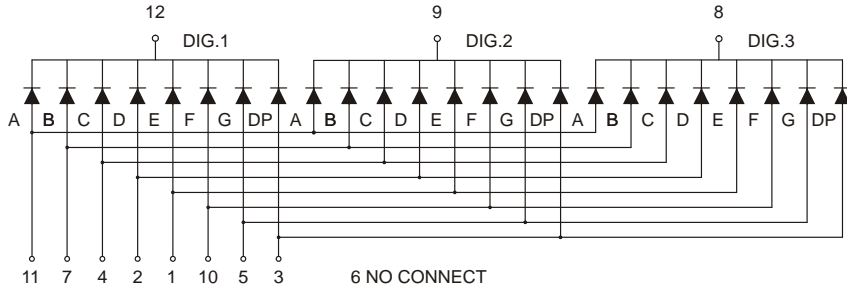 12 9 8
DIG.1 DIG.2 DIG.3
A B C D E F G DP A B C D E F G DP A B C D E F G DP
11 7 4 2 1 10 5 3 6 NO CONNECT